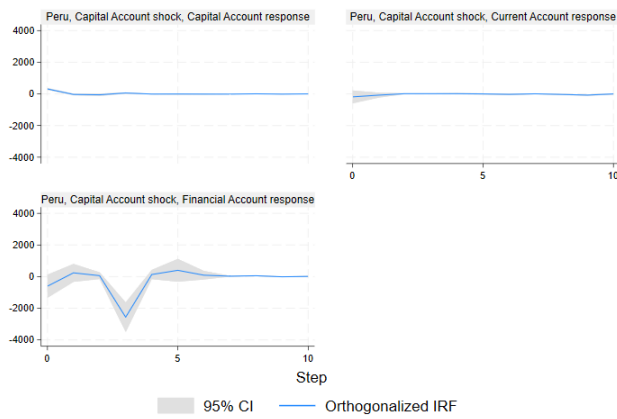 Peru, Capital Account shock, Capital Account response
4000
2000
0
-2000
-4000
Peru, Capital Account shock, Current Account response
0
5
10
Peru, Capital Account shock, Financial Account response
4000
2000
0
-2000
-4000
0
5
10
Step
95% CI
Orthogonalized IRF